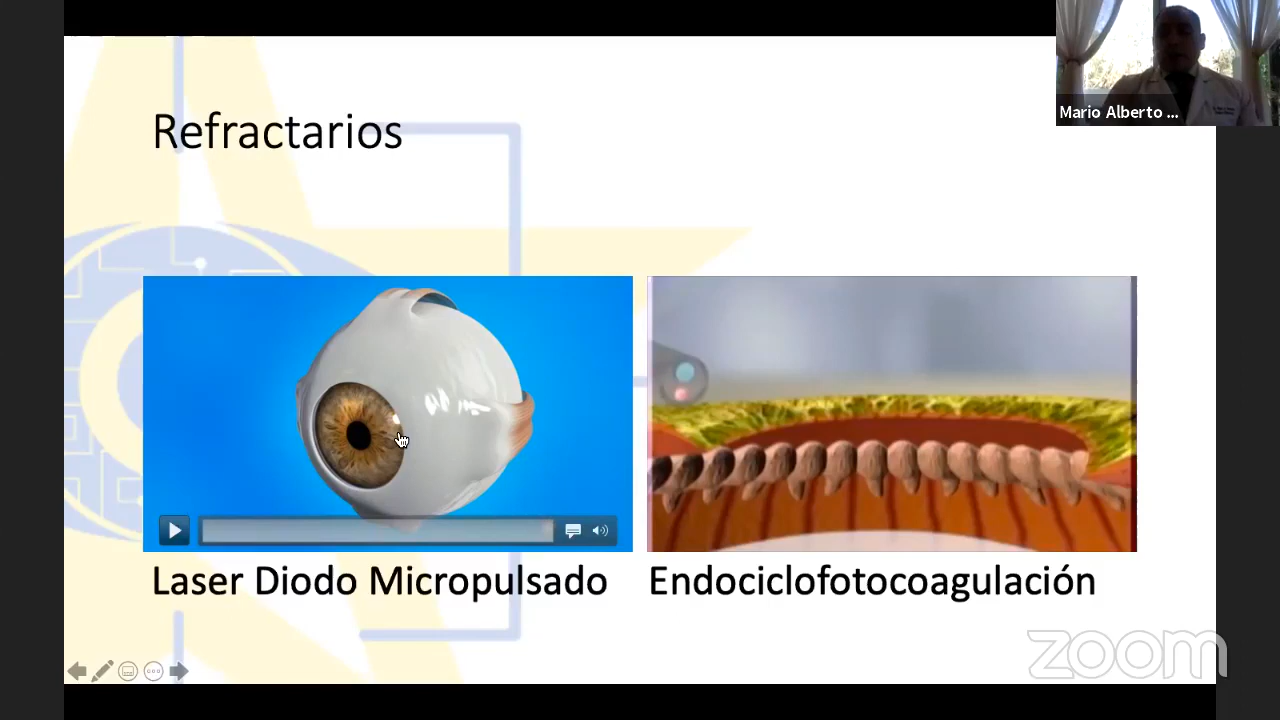 Mario Alberto ...
Refractarios
Laser Diodo Micropulsado
Endociclofotocoagulación
zoom